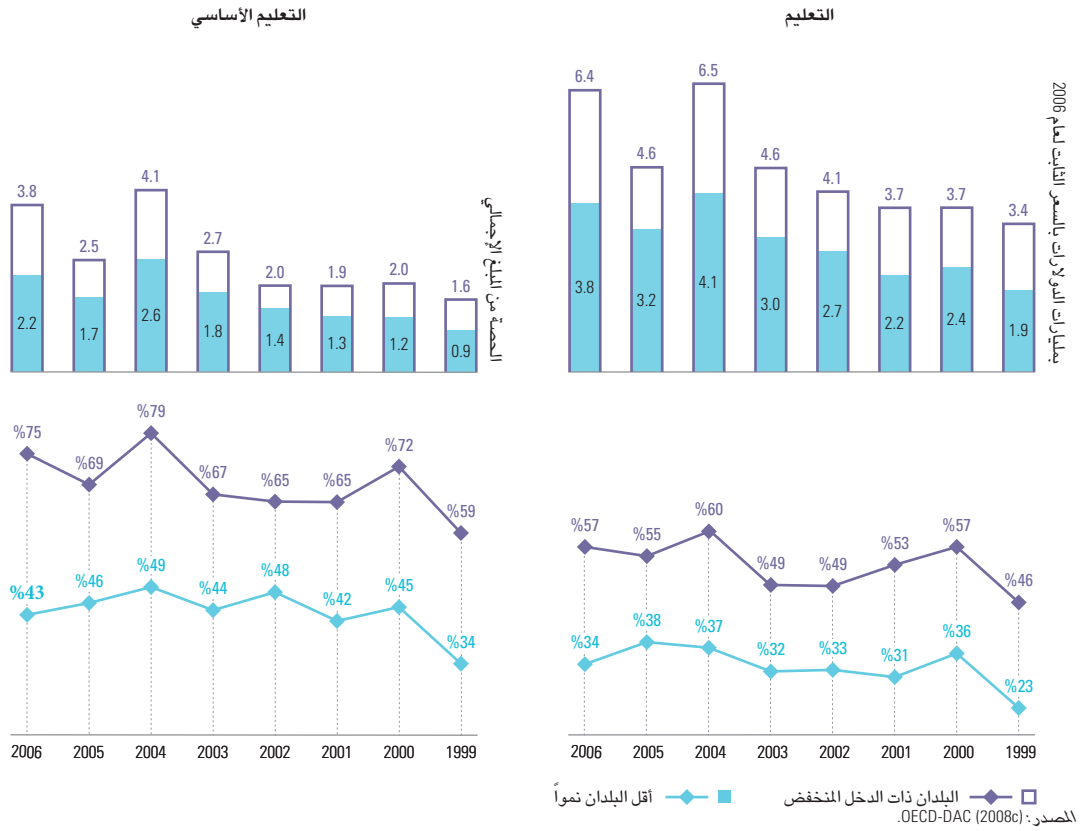 التعليم
التعليم الأساسي
بمليارات الدولارات بالسعر الثابت لعام 2006
6.4 4.6 6.5 4.6 4.1 3.7 3.7 3.4
3.8 3.2 4.1 3.0 2.7 2.2 2.4 1.9
3.8 2.5 4.1 2.7 2.0 1.9 2.0 1.6
2.2 1.7 2.6 1.8 1.4 1.3 1.2 0.9
الحصة من المبلغ الإجمالي
%57 %55 %60 %49 %49 %53 %57 %46
%34 %38 %37 %32 %33 %31 %36 %23
2006 2005 2004 2003 2002 2001 2000 1999
%75 %69 %79 %67 %65 %65 %72 %59
%43 %46 %49 %44 %48 %42 %45 %34
2006 2005 2004 2003 2002 2001 2000 1999
البلدان ذات الدخل المنخفض
أقل البلدان نمواً
المصدر: OECD-DAC (2008c).